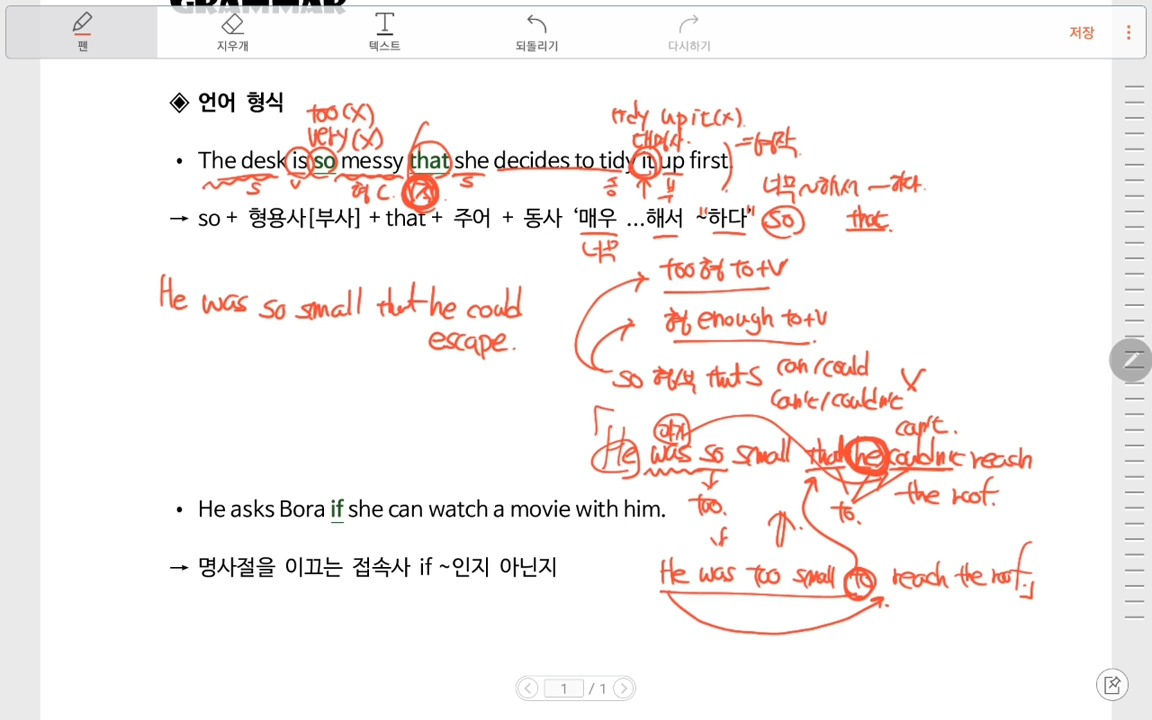 GRAMMAR
펜 지우개 텍스트 되돌리기 다시하기 저장
◈ 언어 형식
too(x)
very(x)
tidy up it(x)
대명사.
• The desk is so messy that she decides to tidy it up first.
S V 형 C. S 동 부
너무 ~해서 ―하다.
→ so + 형용사[부사] + that + 주어 + 동사 ‘매우 …해서 ~하다’ so that.
너무
too 형 to+V
He was so small that he could
escape.
형 enough to+V
so 형/부 that S can/could
can't/couldn't
can't.
He was so small that he couldn't reach
the roof.
too. to.
• He asks Bora if she can watch a movie with him.
→ 명사절을 이끄는 접속사 if ~인지 아닌지
He was too small to reach the roof.
1 / 1